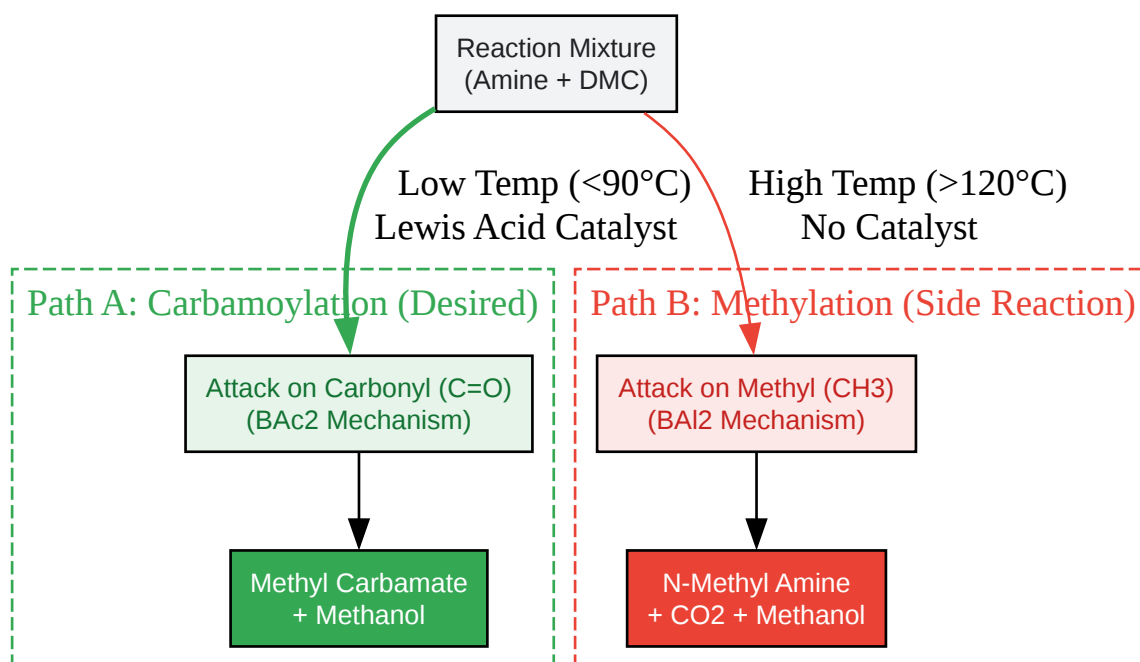 Reaction Mixture
(Amine + DMC)
Low Temp (<90°C)
Lewis Acid Catalyst
High Temp (>120°C)
No Catalyst
Path A: Carbamoylation (Desired)
Path B: Methylation (Side Reaction)
Attack on Carbonyl (C=O)
(BAc2 Mechanism)
Attack on Methyl (CH3)
(BAl2 Mechanism)
Methyl Carbamate
+ Methanol
N-Methyl Amine
+ CO2 + Methanol